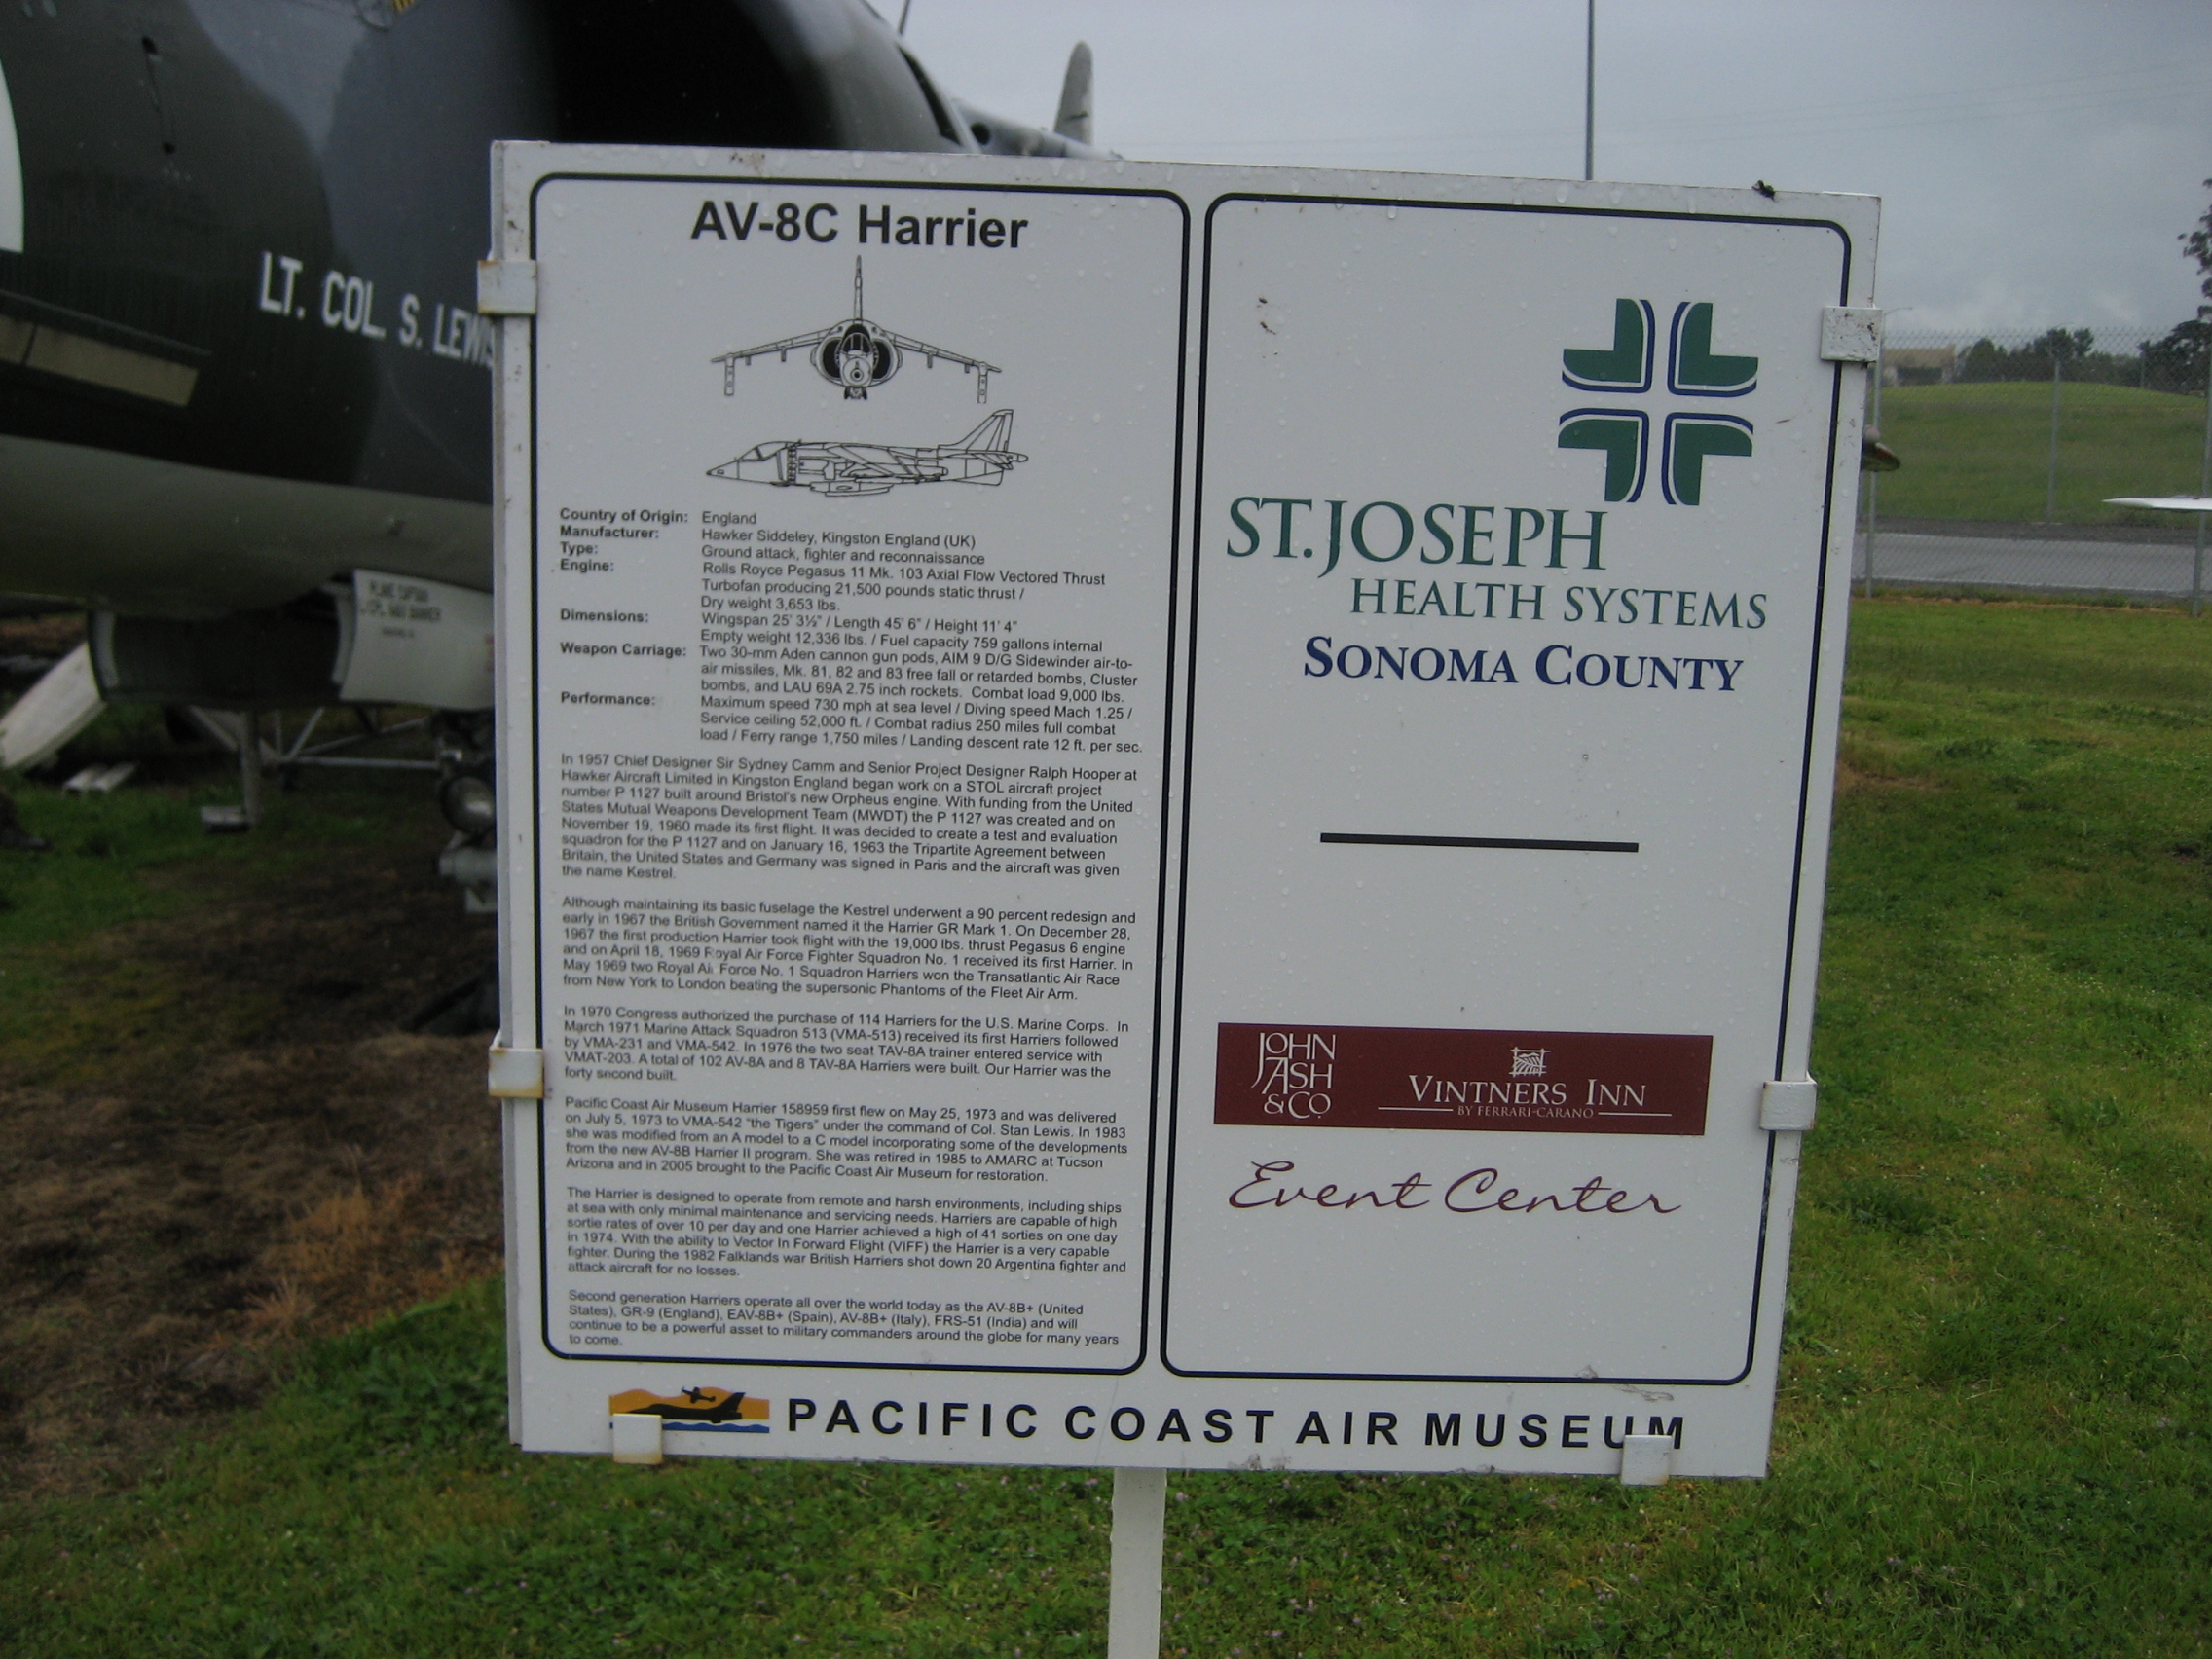 LT. COL. S. LEWIS
PLANE CAPTAIN
AV-8C Harrier
Country of Origin: England
Manufacturer: Hawker Siddeley, Kingston England (UK)
Type: Ground attack, fighter and reconnaissance
Engine: Rolls Royce Pegasus 11 Mk. 103 Axial Flow Vectored Thrust
Turbofan producing 21,500 pounds static thrust /
Dry weight 3,653 lbs.
Dimensions: Wingspan 25' 3½" / Length 45' 6" / Height 11' 4"
Empty weight 12,336 lbs. / Fuel capacity 759 gallons internal
Weapon Carriage: Two 30-mm Aden cannon gun pods, AIM 9 D/G Sidewinder air-to-
air missiles, Mk. 81, 82 and 83 free fall or retarded bombs, Cluster
bombs, and LAU 69A 2.75 inch rockets. Combat load 9,000 lbs.
Performance: Maximum speed 730 mph at sea level / Diving speed Mach 1.25 /
Service ceiling 52,000 ft. / Combat radius 250 miles full combat
load / Ferry range 1,750 miles / Landing descent rate 12 ft. per sec.
In 1957 Chief Designer Sir Sydney Camm and Senior Project Designer Ralph Hooper at
Hawker Aircraft Limited in Kingston England began work on a STOL aircraft project
number P 1127 built around Bristol's new Orpheus engine. With funding from the United
States Mutual Weapons Development Team (MWDT) the P 1127 was created and on
November 19, 1960 made its first flight. It was decided to create a test and evaluation
squadron for the P 1127 and on January 16, 1963 the Tripartite Agreement between
Britain, the United States and Germany was signed in Paris and the aircraft was given
the name Kestrel.
Although maintaining its basic fuselage the Kestrel underwent a 90 percent redesign and
early in 1967 the British Government named it the Harrier GR Mark 1. On December 28,
1967 the first production Harrier took flight with the 19,000 lbs. thrust Pegasus 6 engine
and on April 18, 1969 Royal Air Force Fighter Squadron No. 1 received its first Harrier. In
May 1969 two Royal Air Force No. 1 Squadron Harriers won the Transatlantic Air Race
from New York to London beating the supersonic Phantoms of the Fleet Air Arm.
In 1970 Congress authorized the purchase of 114 Harriers for the U.S. Marine Corps. In
March 1971 Marine Attack Squadron 513 (VMA-513) received its first Harriers followed
by VMA-231 and VMA-542. In 1976 the two seat TAV-8A trainer entered service with
VMAT-203. A total of 102 AV-8A and 8 TAV-8A Harriers were built. Our Harrier was the
forty second built.
Pacific Coast Air Museum Harrier 158959 first flew on May 25, 1973 and was delivered
on July 5, 1973 to VMA-542 "the Tigers" under the command of Col. Stan Lewis. In 1983
she was modified from an A model to a C model incorporating some of the developments
from the new AV-8B Harrier II program. She was retired in 1985 to AMARC at Tucson
Arizona and in 2005 brought to the Pacific Coast Air Museum for restoration.
The Harrier is designed to operate from remote and harsh environments, including ships
at sea with only minimal maintenance and servicing needs. Harriers are capable of high
sortie rates of over 10 per day and one Harrier achieved a high of 41 sorties on one day
in 1974. With the ability to Vector In Forward Flight (VIFF) the Harrier is a very capable
fighter. During the 1982 Falklands war British Harriers shot down 20 Argentina fighter and
attack aircraft for no losses.
Second generation Harriers operate all over the world today as the AV-8B+ (United
States), GR-9 (England), EAV-8B+ (Spain), AV-8B+ (Italy), FRS-51 (India) and will
continue to be a powerful asset to military commanders around the globe for many years
to come.
ST. JOSEPH
HEALTH SYSTEMS
SONOMA COUNTY
JOHN
ASH
& CO.
VINTNERS INN
BY FERRARI-CARANO
Event Center
PACIFIC COAST AIR MUSEUM